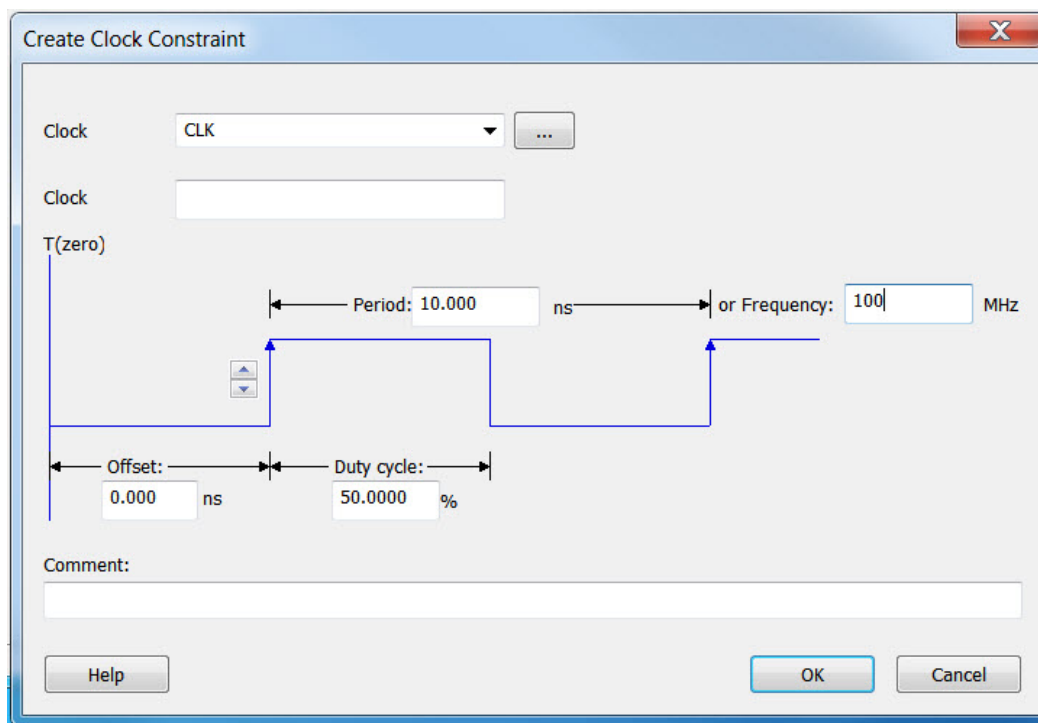 Create Clock Constraint
X
Clock CLK ...
Clock
T(zero)
Period: 10.000 ns or Frequency: 100 MHz
Offset: Duty cycle:
0.000 ns 50.0000 %
Comment:
Help OK Cancel